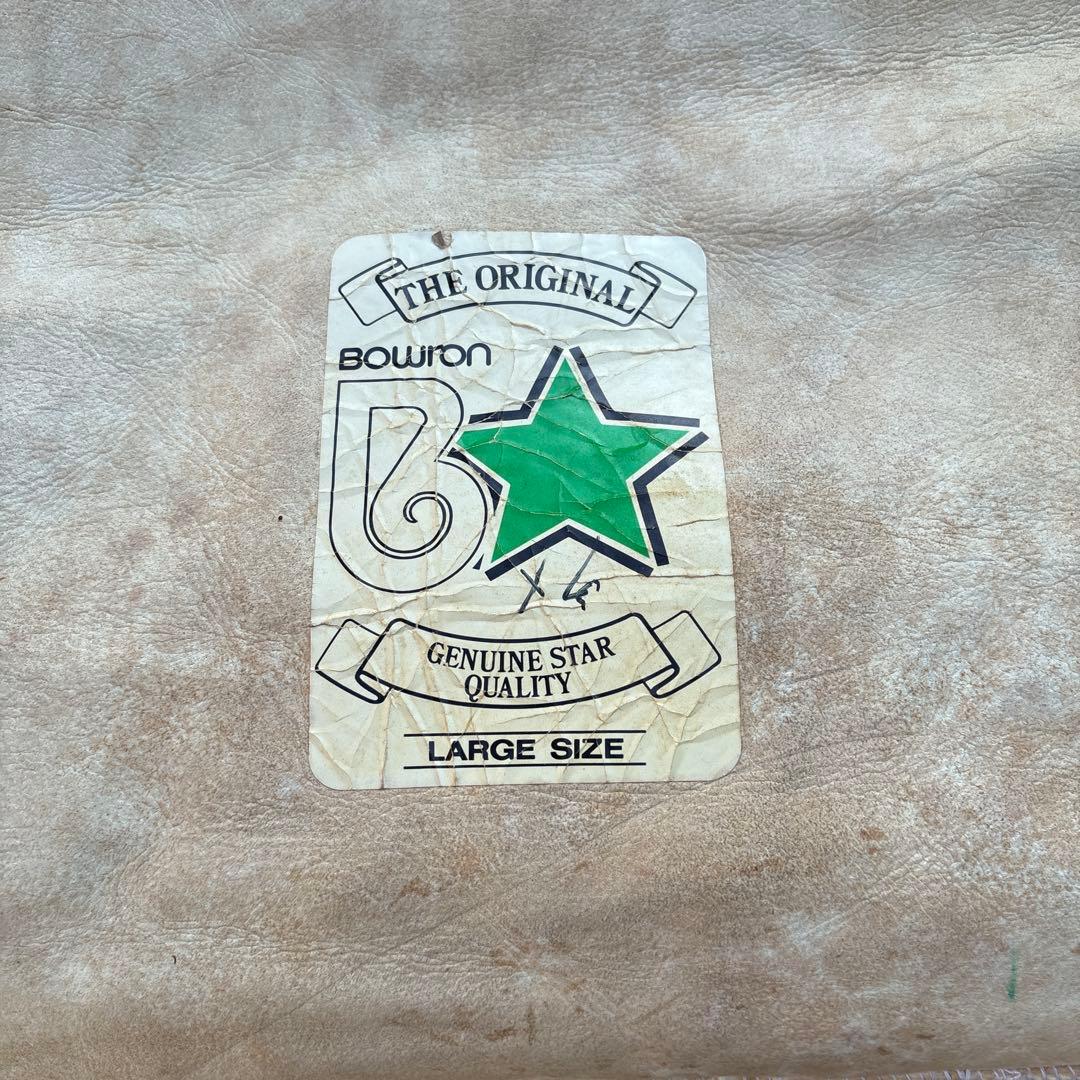 THE ORIGINAL
BOWRON
GENUINE STAR
QUALITY
LARGE SIZE